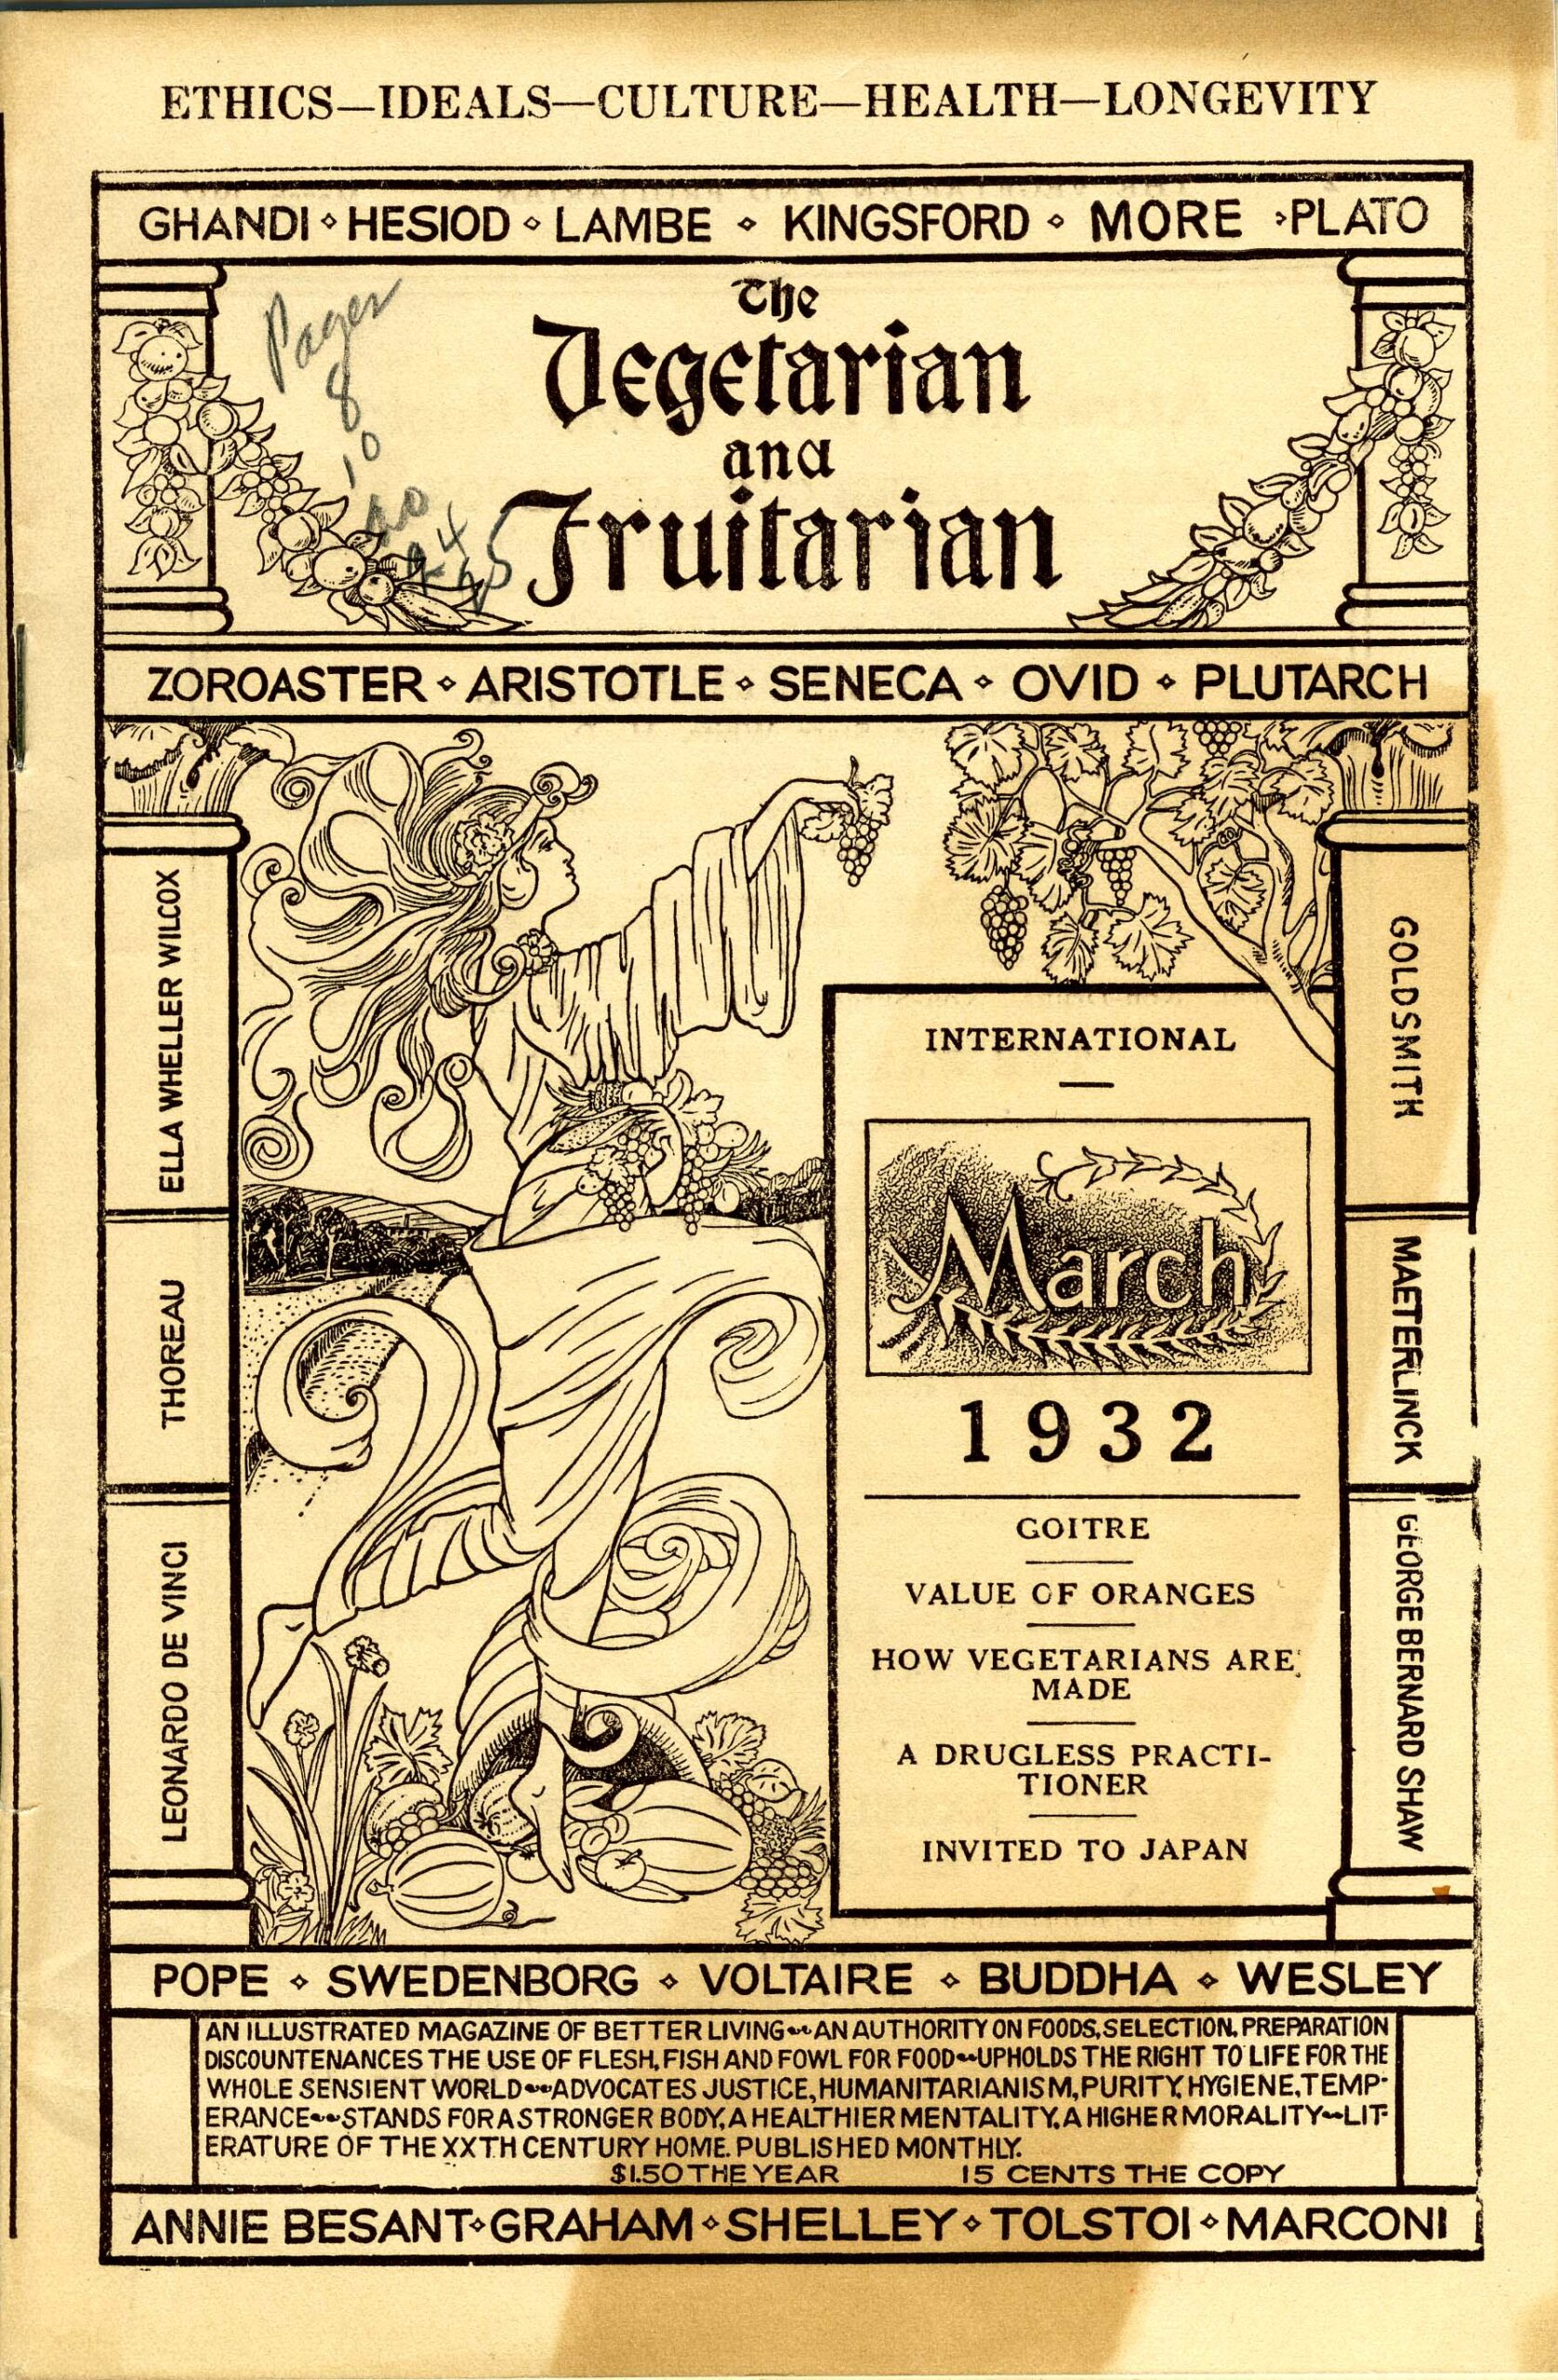 ETHICS—IDEALS—CULTURE—HEALTH—LONGEVITY
GHANDI ⋄ HESIOD ⋄ LAMBE ⋄ KINGSFORD ⋄ MORE ⋄ PLATO
Pages
8
10
20
24
25
The
Vegetarian
and
Fruitarian
ZOROASTER ⋄ ARISTOTLE ⋄ SENECA ⋄ OVID ⋄ PLUTARCH
ELLA WHELLER WILCOX
THOREAU
LEONARDO DE VINCI
INTERNATIONAL
March
1932
GOITRE
VALUE OF ORANGES
HOW VEGETARIANS ARE
MADE
A DRUGLESS PRACTI-
TIONER
INVITED TO JAPAN
GOLDSMITH
MAETERLINCK
GEORGE BERNARD SHAW
POPE ⋄ SWEDENBORG ⋄ VOLTAIRE ⋄ BUDDHA ⋄ WESLEY
AN ILLUSTRATED MAGAZINE OF BETTER LIVING~AN AUTHORITY ON FOODS, SELECTION, PREPARATION
DISCOUNTENANCES THE USE OF FLESH, FISH AND FOWL FOR FOOD~UPHOLDS THE RIGHT TO LIFE FOR THE
WHOLE SENSIENT WORLD~ADVOCATES JUSTICE, HUMANITARIANISM, PURITY, HYGIENE, TEMP-
ERANCE~STANDS FOR A STRONGER BODY, A HEALTHIER MENTALITY, A HIGHER MORALITY~LIT-
ERATURE OF THE XXTH CENTURY HOME. PUBLISHED MONTHLY.
$1.50 THE YEAR 15 CENTS THE COPY
ANNIE BESANT ⋄ GRAHAM ⋄ SHELLEY ⋄ TOLSTOI ⋄ MARCONI